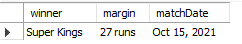 winner margin matchDate
Super Kings 27 runs Oct 15, 2021